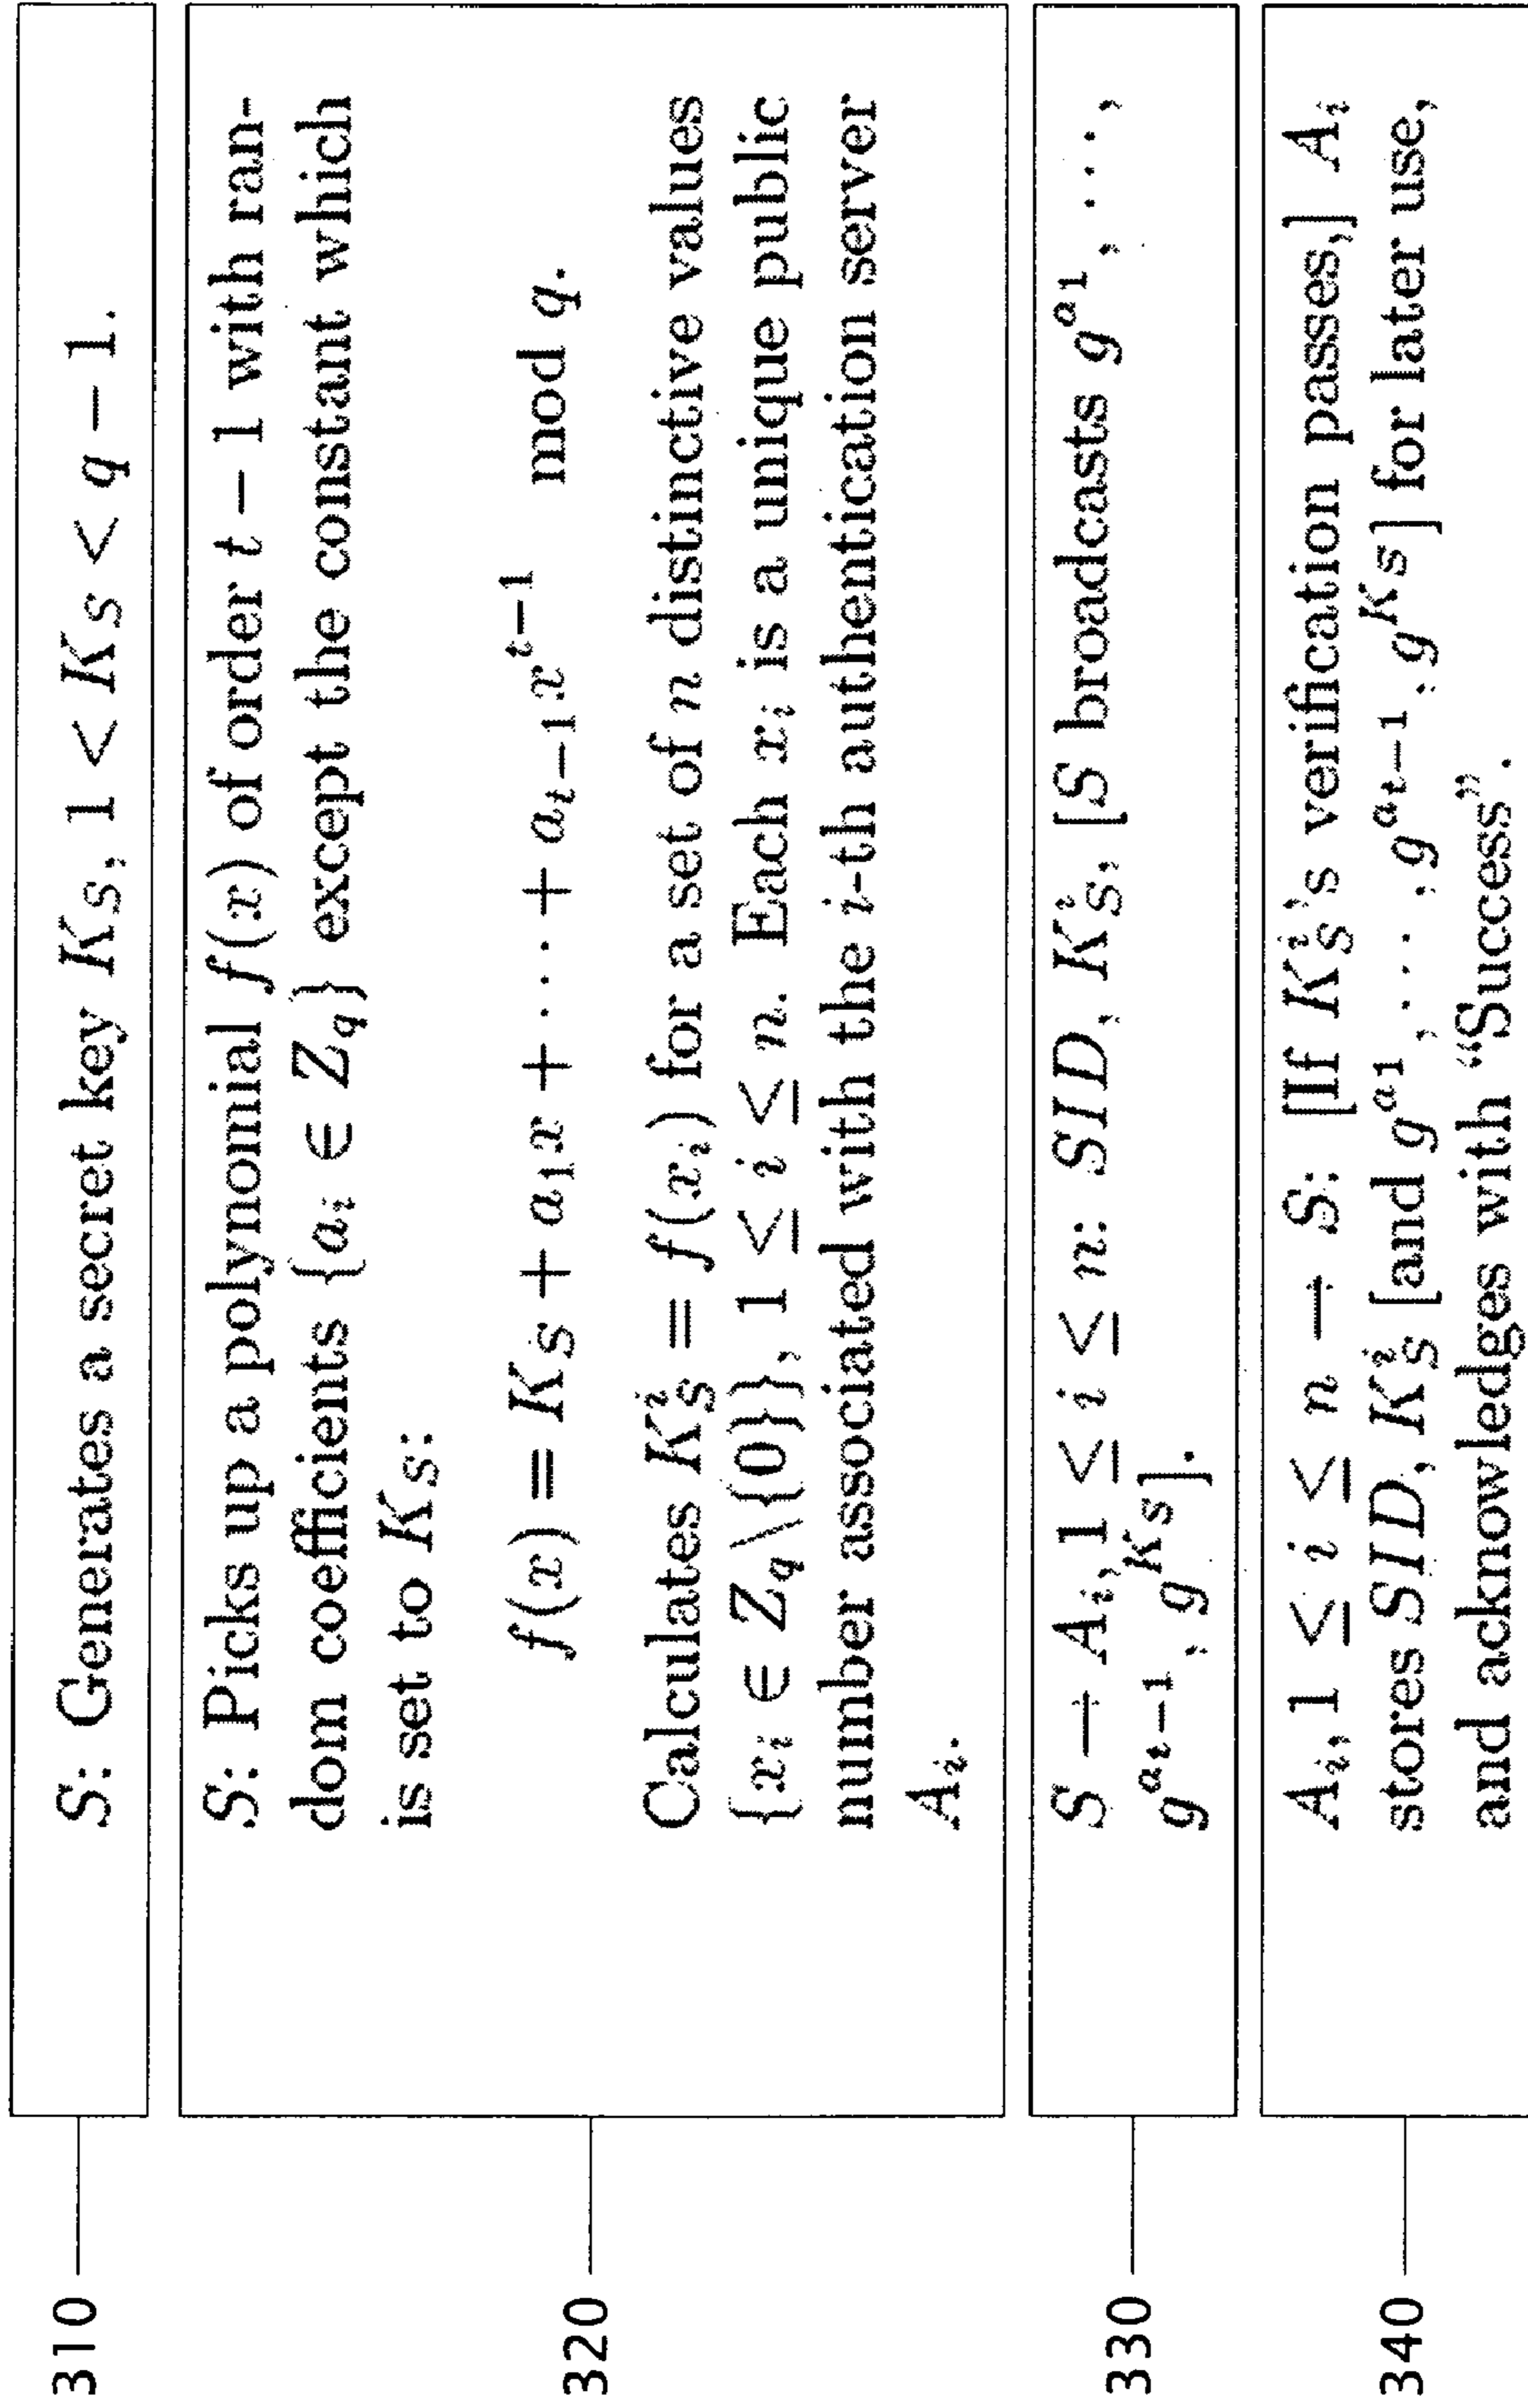 310
S: Generates a secret key K_S, 1 < K_S < q − 1.
320
S: Picks up a polynomial f(x) of order t − 1 with ran-
dom coefficients {a_i ∈ Z_q} except the constant which
is set to K_S:
f(x) = K_S + a_1x + ⋯ + a_{t−1}x^{t−1} mod q.
Calculates K_S^i = f(x_i) for a set of n distinctive values
{x_i ∈ Z_q\{0}}, 1 ≤ i ≤ n. Each x_i is a unique public
number associated with the i-th authentication server
A_i.
330
S → A_i, 1 ≤ i ≤ n: SID, K_S^i, [S broadcasts g^{a_1}, ⋯,
g^{a_{t−1}}, g^{K_S}].
340
A_i, 1 ≤ i ≤ n → S: [If K_S^i's verification passes,] A_i
stores SID, K_S^i [and g^{a_1}, ⋯, g^{a_{t−1}}, g^{K_S}] for later use,
and acknowledges with “Success”.